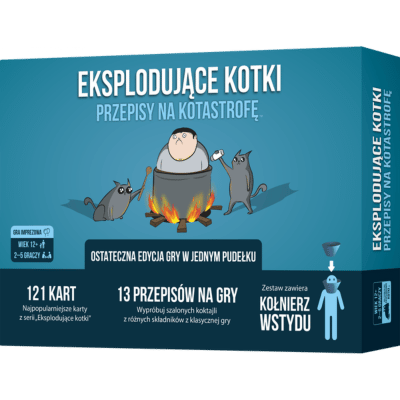 EKSPLODUJĄCE KOTKI
PRZEPISY NA KOTASTROFĘ
GRA IMPREZOWA
WIEK 12+
2-5 GRACZY
OSTATECZNA EDYCJA GRY W JEDNYM PUDEŁKU
121 KART
Najpopularniejsze karty
z serii „Eksplodujące kotki"
13 PRZEPISÓW NA GRY
Wypróbuj szalonych koktajli
z różnych składników z klasycznej gry
Zestaw zawiera
KOŁNIERZ
WSTYDU
EKSPLODUJĄCE KOTKI
PRZEPISY NA KOTASTROFĘ
WIEK 12+